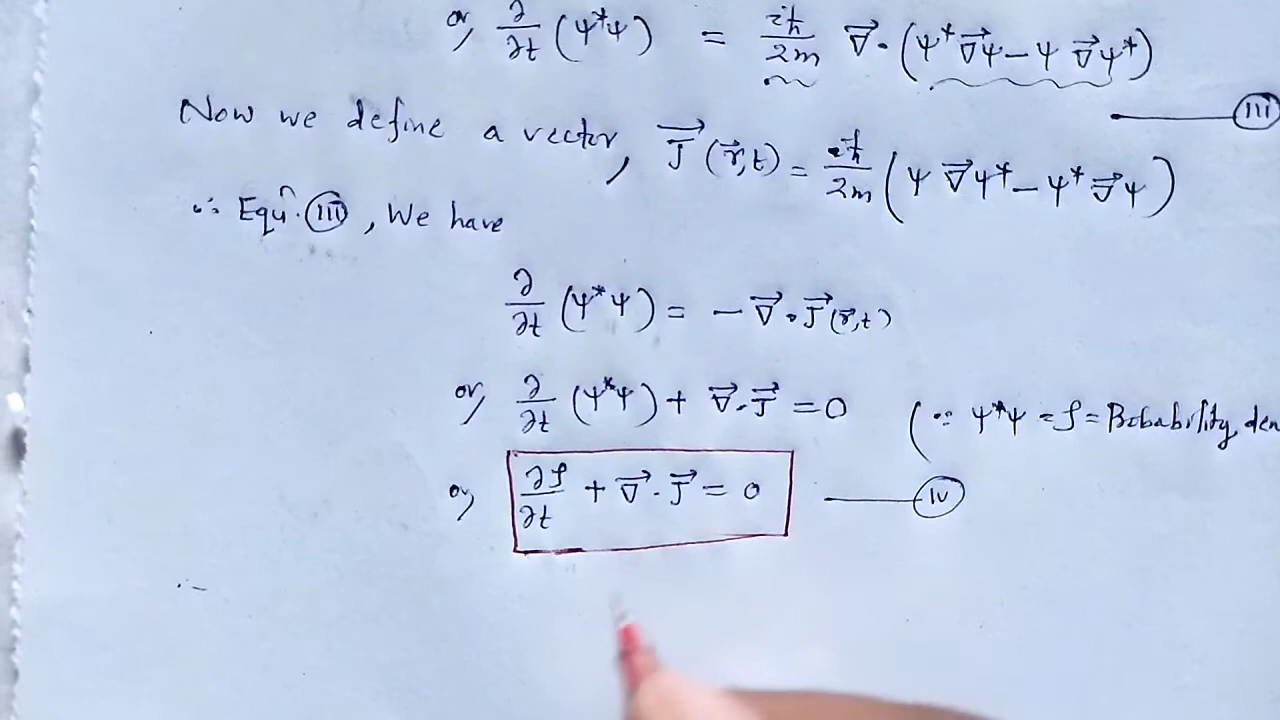 or, ∂/∂t (ψ*ψ) = iħ/2m ∇⃗·(ψ*∇⃗ψ − ψ ∇⃗ψ*) —— (III)
Now we define a vector, J⃗(r⃗,t) = iħ/2m (ψ ∇⃗ψ* − ψ* ∇⃗ψ)
∴ Equⁿ. (III), We have
∂/∂t (ψ*ψ) = − ∇⃗·J⃗(r⃗,t)
or, ∂/∂t (ψ*ψ) + ∇⃗·J⃗ = 0 (∵ ψ*ψ = ρ = Probability den
or, ∂ρ/∂t + ∇⃗·J⃗ = 0 —— (IV)